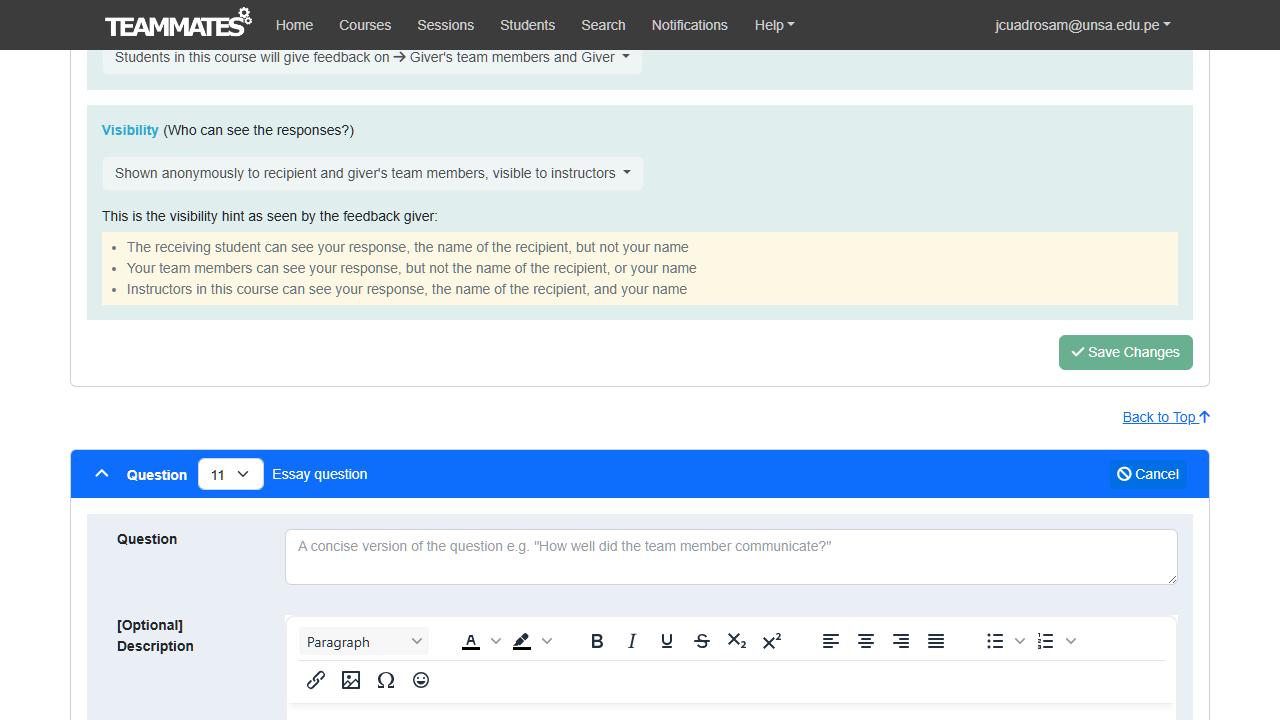 TEAMMATES Home Courses Sessions Students Search Notifications Help jcuadrosam@unsa.edu.pe
Students in this course will give feedback on → Giver's team members and Giver
Visibility (Who can see the responses?)
Shown anonymously to recipient and giver's team members, visible to instructors
This is the visibility hint as seen by the feedback giver:
• The receiving student can see your response, the name of the recipient, but not your name
• Your team members can see your response, but not the name of the recipient, or your name
• Instructors in this course can see your response, the name of the recipient, and your name
Save Changes
Back to Top
Question 11 Essay question Cancel
Question
A concise version of the question e.g. "How well did the team member communicate?"
[Optional]
Description
Paragraph